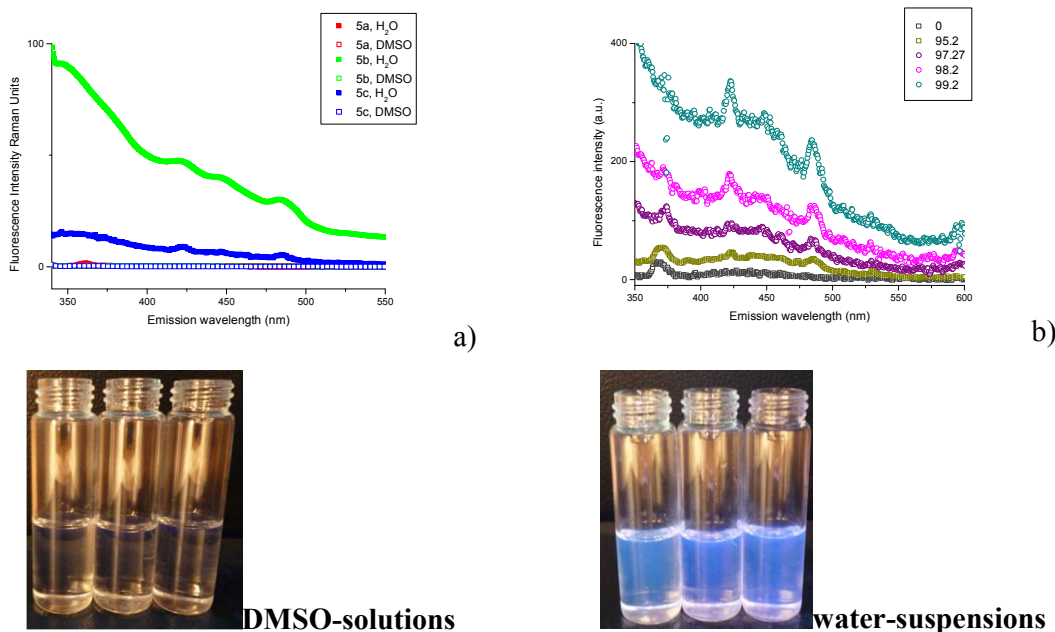 5a, H₂O
5a, DMSO
5b, H₂O
5b, DMSO
5c, H₂O
5c, DMSO
100
50
0
Fluorescence Intensity Raman Units
350
400
450
500
550
Emission wavelength (nm)
a)
0
95.2
97.27
98.2
99.2
400
200
0
Fluorescence intensity (a.u.)
350
400
450
500
550
600
Emission wavelength (nm)
b)
DMSO-solutions
water-suspensions